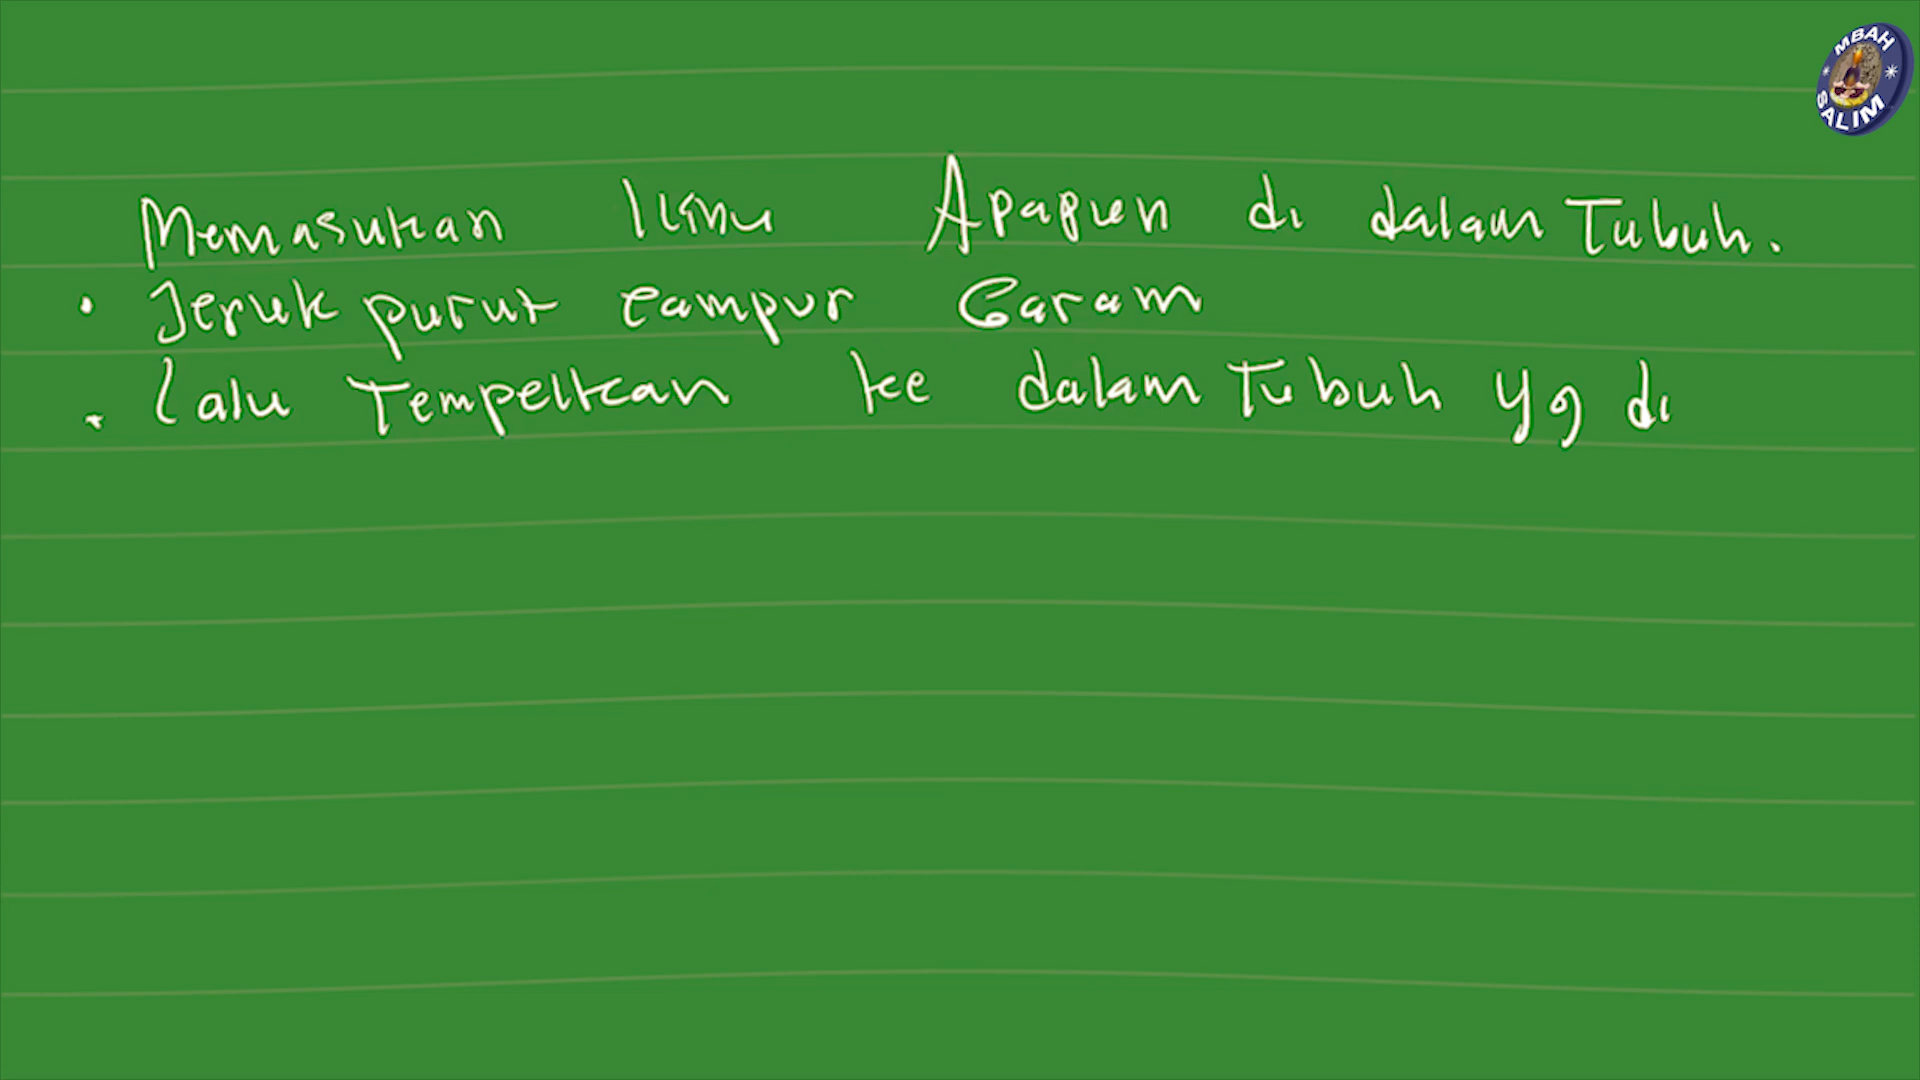 MBAH SALIM
Memasukan Ilmu Apapun di dalam Tubuh.
• Jeruk purut campur Garam
• Lalu Tempelkan ke dalam Tubuh yg di